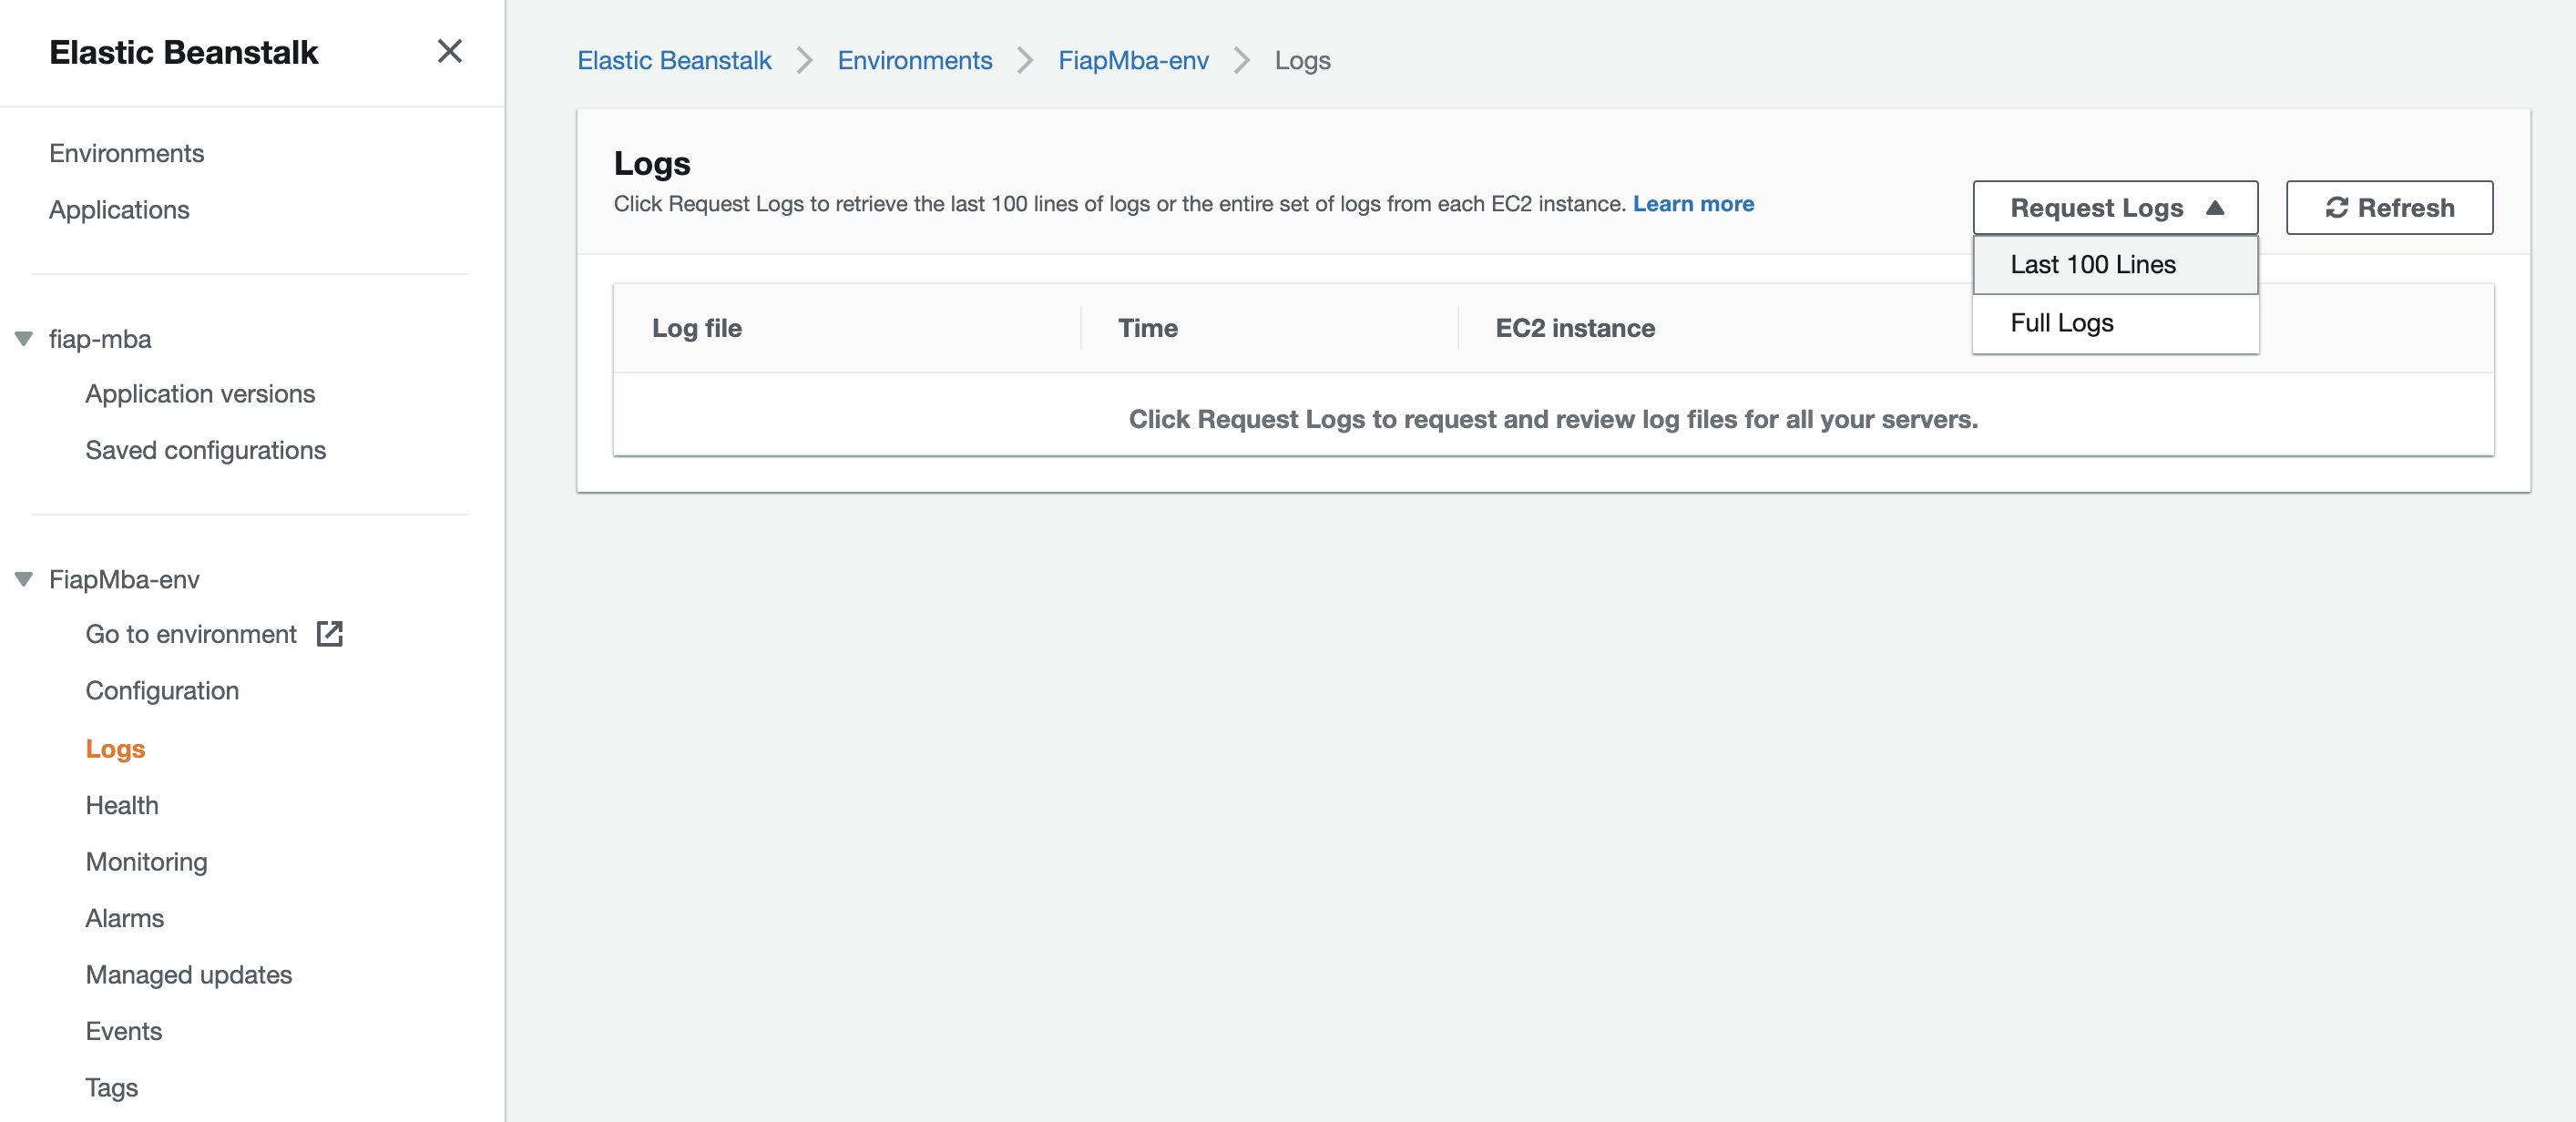 Elastic Beanstalk
Environments
Applications
fiap-mba
Application versions
Saved configurations
FiapMba-env
Go to environment
Configuration
Logs
Health
Monitoring
Alarms
Managed updates
Events
Tags
Elastic Beanstalk Environments FiapMba-env Logs
Logs
Click Request Logs to retrieve the last 100 lines of logs or the entire set of logs from each EC2 instance. Learn more
Request Logs Refresh
Last 100 Lines
Full Logs
Log file Time EC2 instance
Click Request Logs to request and review log files for all your servers.